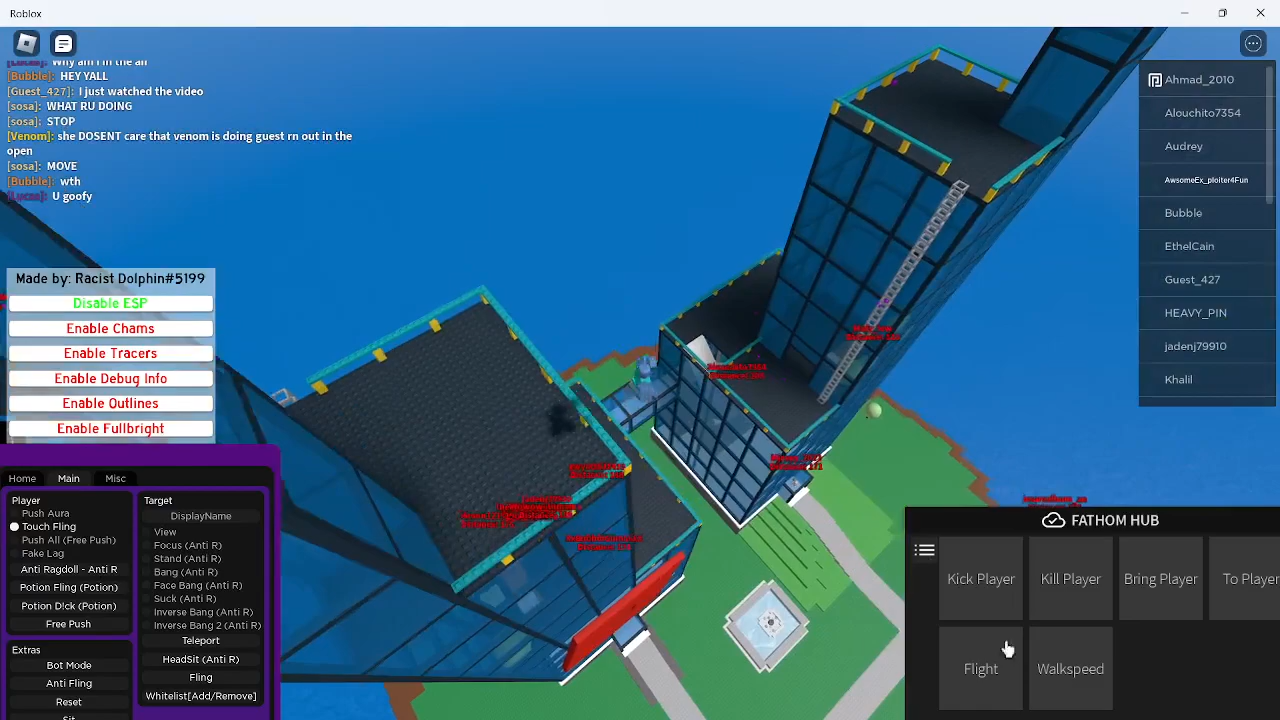 Roblox
[Bubble]: HEY YALL
[Guest_427]: I just watched the video
[sosa]: WHAT RU DOING
[sosa]: STOP
[Venom]: she DOSENT care that venom is doing guest rn out in the
open
[sosa]: MOVE
[Bubble]: wth
[Lucas]: U goofy
Ahmad_2010
Alouchito7354
Audrey
AwsomeEx_ploiter4Fun
Bubble
EthelCain
Guest_427
HEAVY_PIN
jadenj79910
Khalil
Made by: Racist Dolphin#5199
Disable ESP
Enable Chams
Enable Tracers
Enable Debug Info
Enable Outlines
Enable Fullbright
Home Main Misc
Player
Push Aura
Touch Fling
Push All (Free Push)
Fake Lag
Anti Ragdoll - Anti R
Potion Fling (Potion)
Potion D!ck (Potion)
Free Push
Extras
Bot Mode
Anti Fling
Reset
Sit
Target
DisplayName
View
Focus (Anti R)
Stand (Anti R)
Bang (Anti R)
Face Bang (Anti R)
Suck (Anti R)
Inverse Bang (Anti R)
Inverse Bang 2 (Anti R)
Teleport
HeadSit (Anti R)
Fling
Whitelist[Add/Remove]
FATHOM HUB
Kick Player Kill Player Bring Player To Player
Flight Walkspeed